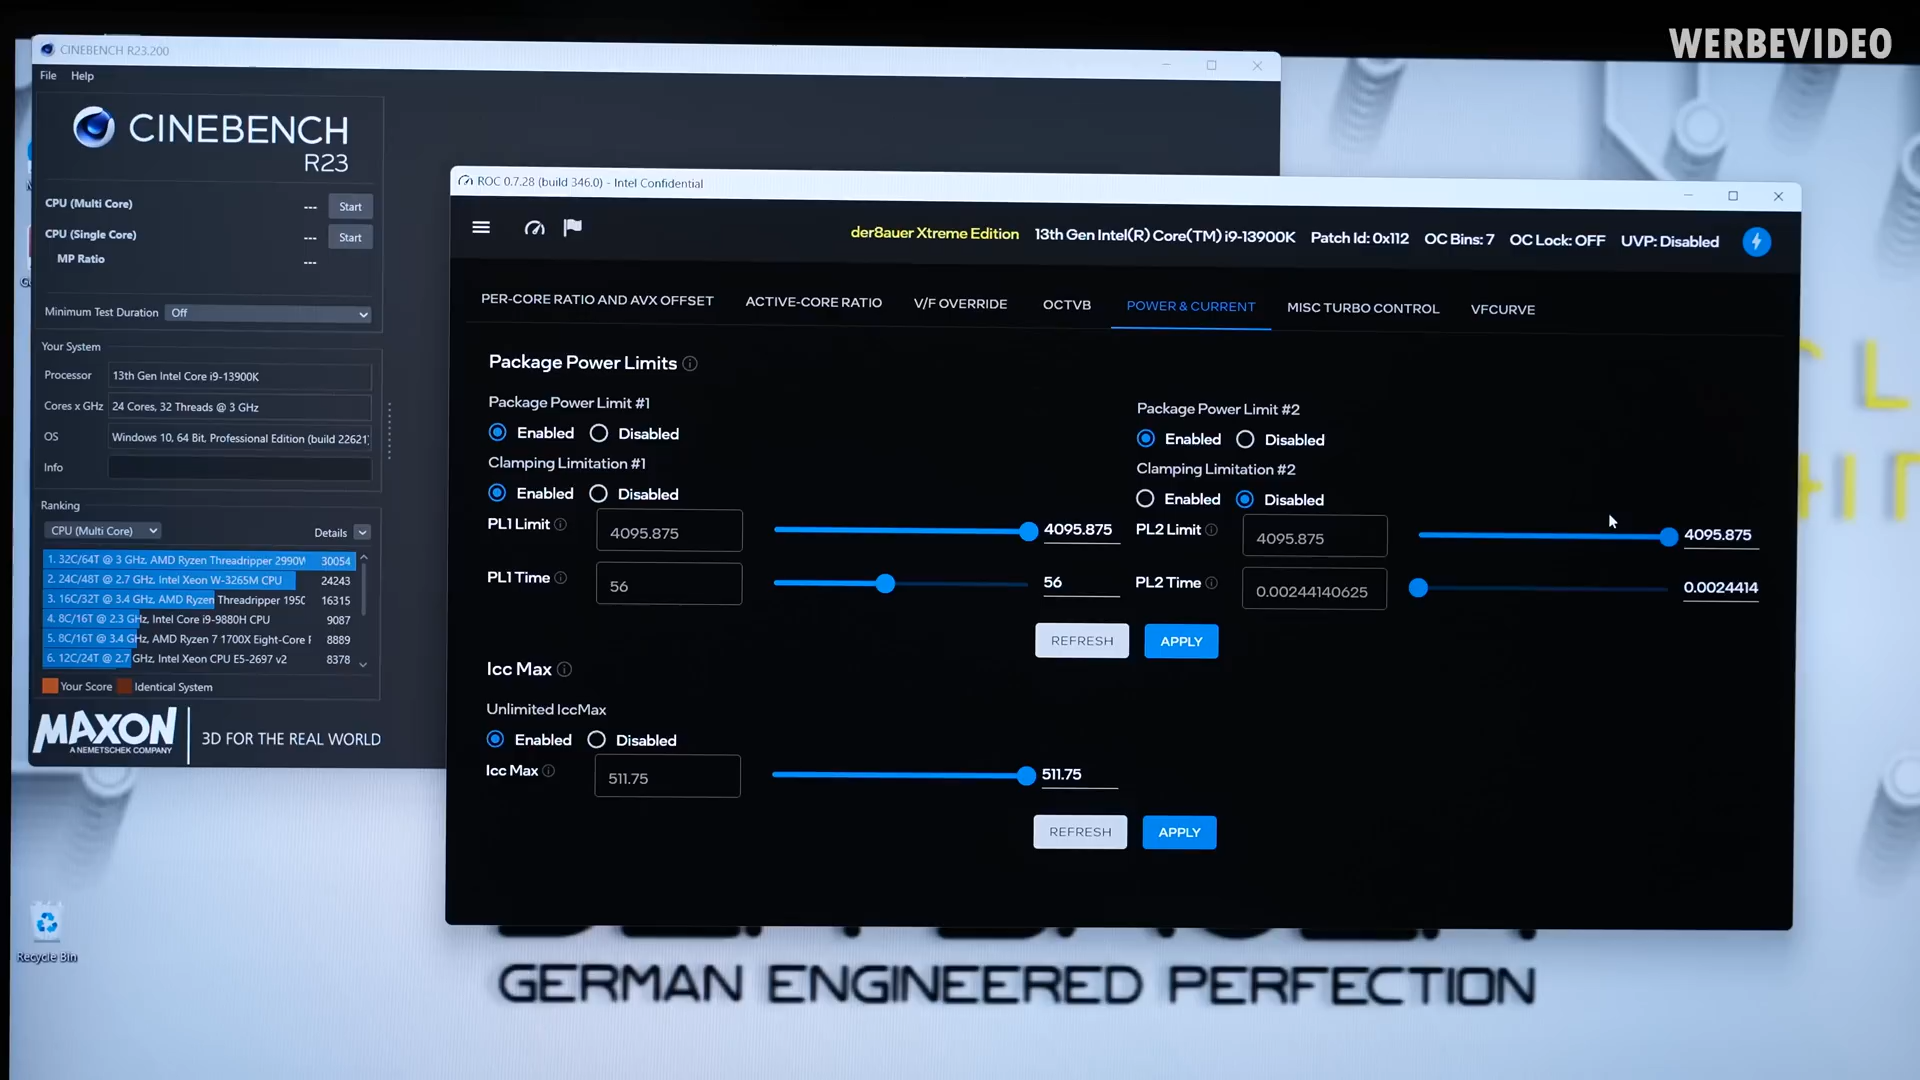 WERBEVIDEO
CINEBENCH R23.200
File Help
CINEBENCH
R23
CPU (Multi Core) --- Start
CPU (Single Core) --- Start
MP Ratio ---
Minimum Test Duration Off
Your System
Processor 13th Gen Intel Core i9-13900K
Cores x GHz 24 Cores, 32 Threads @ 3 GHz
OS Windows 10, 64 Bit, Professional Edition (build 22621)
Info
Ranking
CPU (Multi Core) Details
1. 32C/64T @ 3 GHz, AMD Ryzen Threadripper 2990W 30054
2. 24C/48T @ 2.7 GHz, Intel Xeon W-3265M CPU 24243
3. 16C/32T @ 3.4 GHz, AMD Ryzen Threadripper 1950 16315
4. 8C/16T @ 2.3 GHz, Intel Core i9-9880H CPU 9087
5. 8C/16T @ 3.4 GHz, AMD Ryzen 7 1700X Eight-Core 8889
6. 12C/24T @ 2.7 GHz, Intel Xeon CPU E5-2697 v2 8378
Your Score Identical System
MAXON
A NEMETSCHEK COMPANY
3D FOR THE REAL WORLD
ROC 0.7.28 (build 346.0) - Intel Confidential
der8auer Xtreme Edition 13th Gen Intel(R) Core(TM) i9-13900K Patch Id: 0x112 OC Bins: 7 OC Lock: OFF UVP: Disabled
PER-CORE RATIO AND AVX OFFSET ACTIVE-CORE RATIO V/F OVERRIDE OCTVB POWER & CURRENT MISC TURBO CONTROL VFCURVE
Package Power Limits
Package Power Limit #1 Package Power Limit #2
Enabled Disabled Enabled Disabled
Clamping Limitation #1 Clamping Limitation #2
Enabled Disabled Enabled Disabled
PL1 Limit 4095.875 4095.875 PL2 Limit 4095.875 4095.875
PL1 Time 56 56 PL2 Time 0.00244140625 0.0024414
REFRESH APPLY
Icc Max
Unlimited IccMax
Enabled Disabled
Icc Max 511.75 511.75
REFRESH APPLY
Recycle Bin
GERMAN ENGINEERED PERFECTION